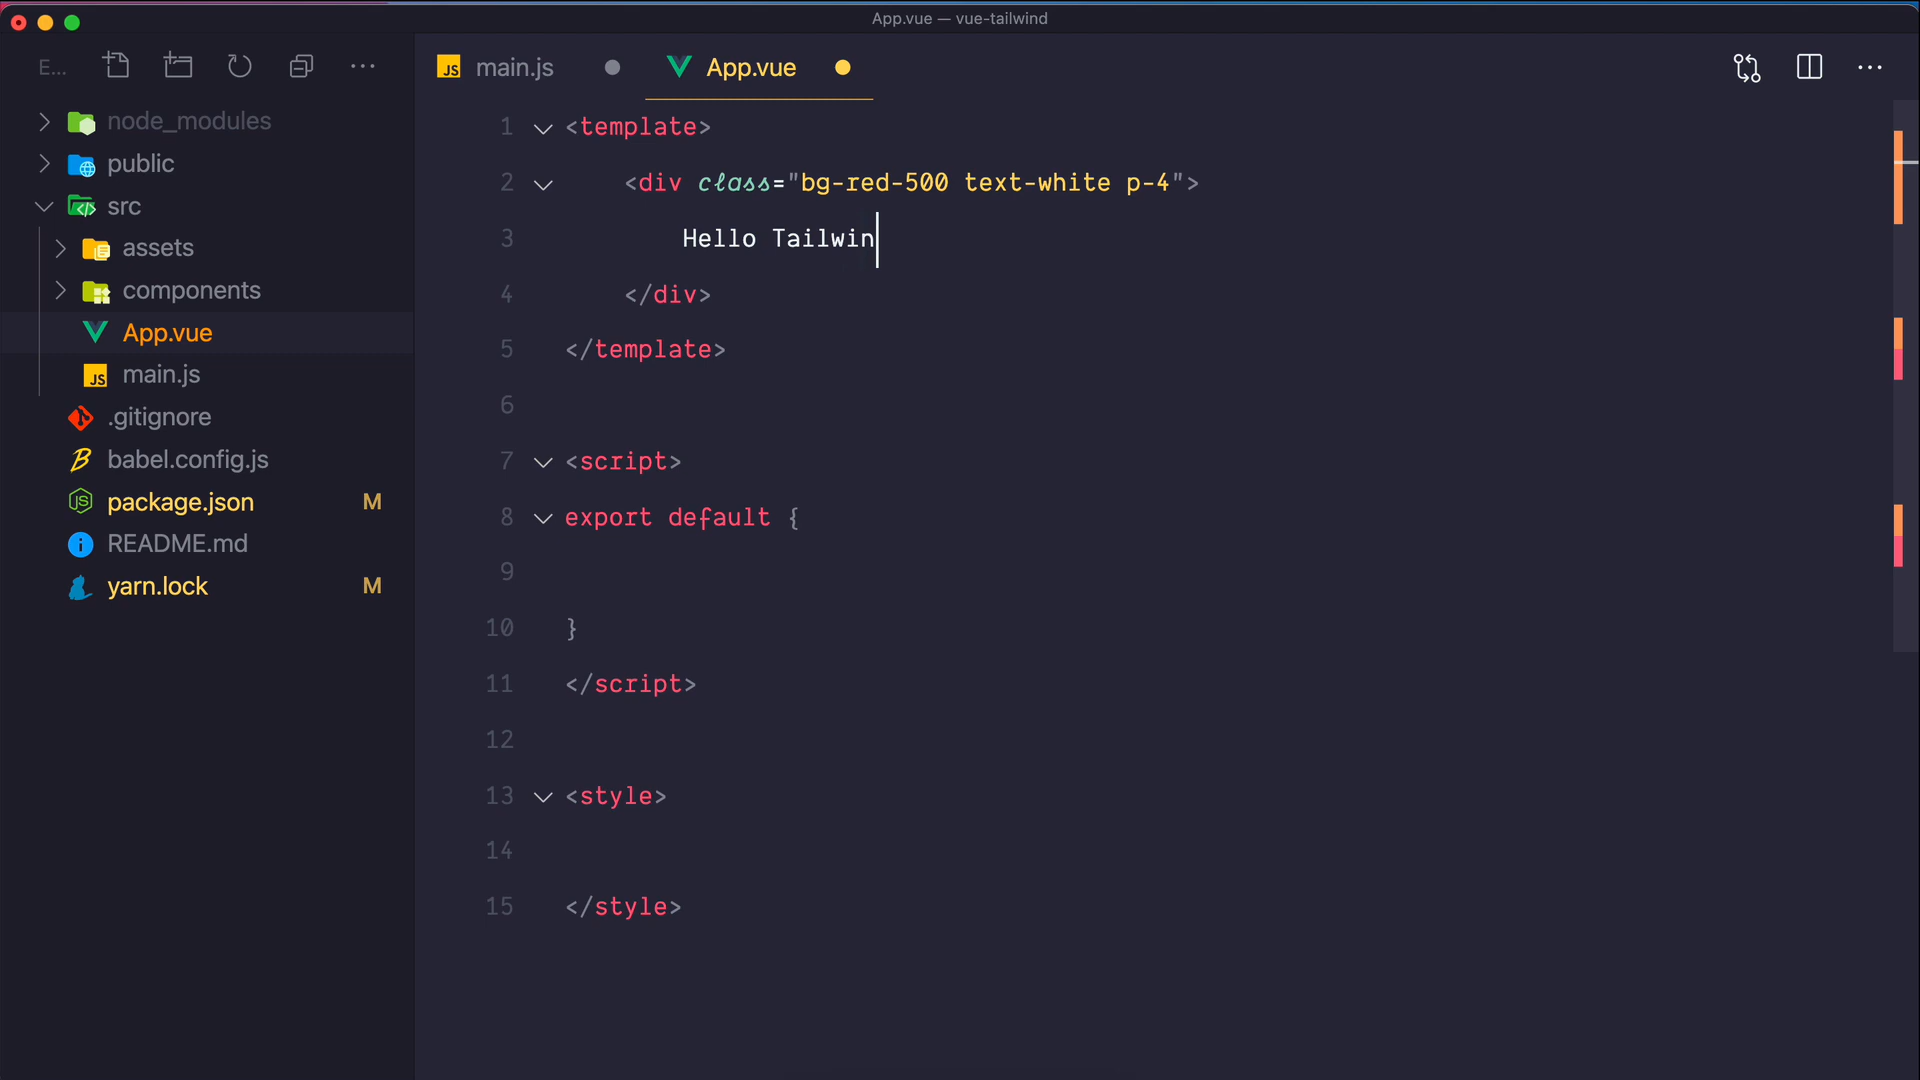 App.vue — vue-tailwind
E...
main.js
App.vue
node_modules
public
src
assets
components
App.vue
main.js
.gitignore
babel.config.js
package.json M
README.md
yarn.lock M
1 <template>
2 <div class="bg-red-500 text-white p-4">
3 Hello Tailwin
4 </div>
5 </template>
6
7 <script>
8 export default {
9
10 }
11 </script>
12
13 <style>
14
15 </style>